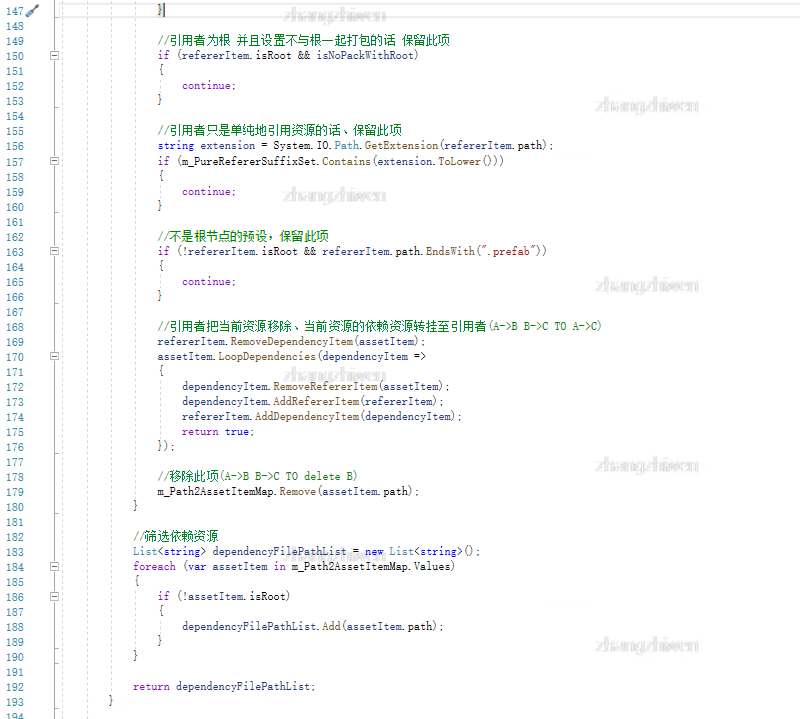 147 }
148
149 //引用者为根 并且设置不与根一起打包的话 保留此项
150 if (refererItem.isRoot && isNoPackWithRoot)
151 {
152 continue;
153 }
154
155 //引用者只是单纯地引用资源的话、保留此项
156 string extension = System.IO.Path.GetExtension(refererItem.path);
157 if (m_PureRefererSuffixSet.Contains(extension.ToLower()))
158 {
159 continue;
160 }
161
162 //不是根节点的预设，保留此项
163 if (!refererItem.isRoot && refererItem.path.EndsWith(".prefab"))
164 {
165 continue;
166 }
167
168 //引用者把当前资源移除、当前资源的依赖资源转挂至引用者(A->B B->C TO A->C)
169 refererItem.RemoveDependencyItem(assetItem);
170 assetItem.LoopDependencies(dependencyItem =>
171 {
172 dependencyItem.RemoveRefererItem(assetItem);
173 dependencyItem.AddRefererItem(refererItem);
174 refererItem.AddDependencyItem(dependencyItem);
175 return true;
176 });
177
178 //移除此项(A->B B->C TO delete B)
179 m_Path2AssetItemMap.Remove(assetItem.path);
180 }
181
182 //筛选依赖资源
183 List<string> dependencyFilePathList = new List<string>();
184 foreach (var assetItem in m_Path2AssetItemMap.Values)
185 {
186 if (!assetItem.isRoot)
187 {
188 dependencyFilePathList.Add(assetItem.path);
189 }
190 }
191
192 return dependencyFilePathList;
193 }
194
zhangzhiwen
zhangzhiwen
zhangzhiwen
zhangzhiwen
zhangzhiwen
zhangzhiwen
zhangzhiwen
zhangzhiwen